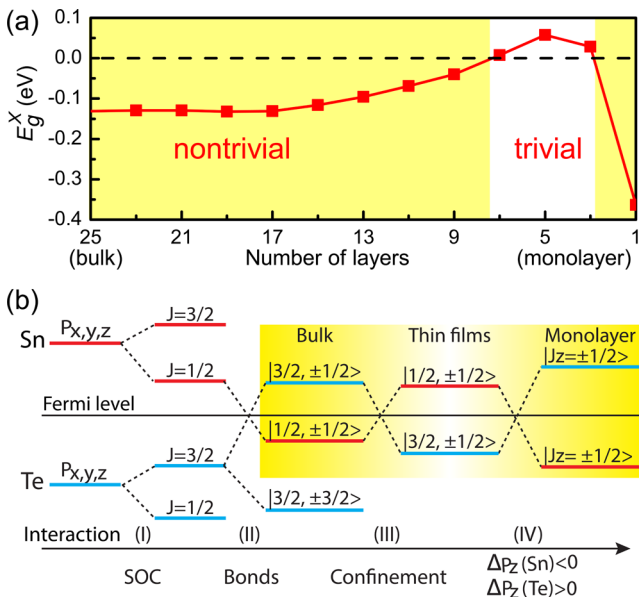 (a)
E_g^X (eV)
0.1
0.0
-0.1
-0.2
-0.3
-0.4
nontrivial
trivial
25 21 17 13 9 5 1
(bulk) Number of layers (monolayer)
(b)
Sn
Px,y,z
J=3/2
J=1/2
Bulk
Thin films
Monolayer
|3/2, ±1/2>
|1/2, ±1/2>
|Jz=±1/2>
Fermi level
|1/2, ±1/2>
|3/2, ±1/2>
|Jz= ±1/2>
Te
Px,y,z
J=3/2
J=1/2
|3/2, ±3/2>
Interaction (I) (II) (III) (IV)
SOC Bonds Confinement ΔPz(Sn)<0
ΔPz(Te)>0